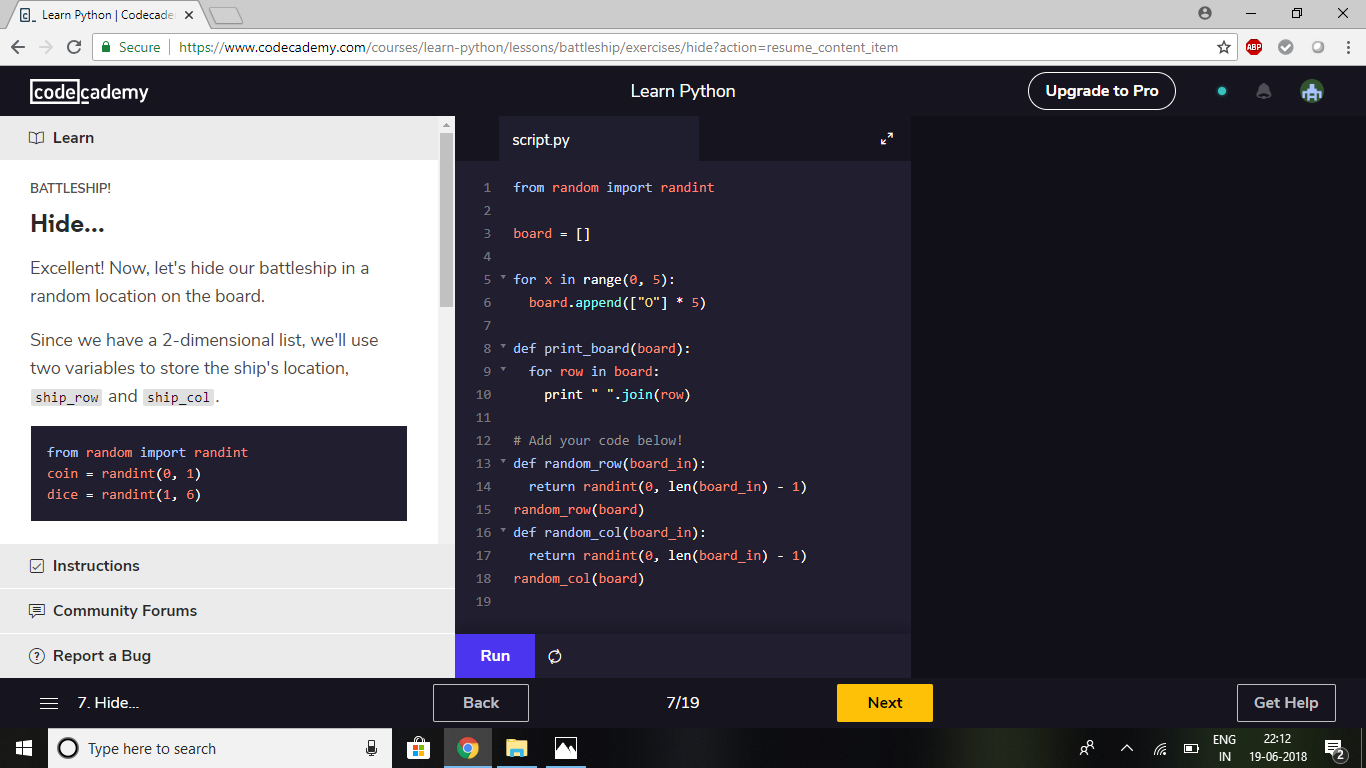 Learn Python | Codecade
Secure
https://www.codecademy.com/courses/learn-python/lessons/battleship/exercises/hide?action=resume_content_item
ABP
codecademy
Learn Python
Upgrade to Pro
Learn
BATTLESHIP!
Hide...
Excellent! Now, let's hide our battleship in a
random location on the board.
Since we have a 2-dimensional list, we'll use
two variables to store the ship's location,
ship_row and ship_col.
from random import randint
coin = randint(0, 1)
dice = randint(1, 6)
Instructions
Community Forums
Report a Bug
script.py
1 from random import randint
2
3 board = []
4
5 for x in range(0, 5):
6   board.append(["O"] * 5)
7
8 def print_board(board):
9   for row in board:
10     print " ".join(row)
11
12 # Add your code below!
13 def random_row(board_in):
14   return randint(0, len(board_in) - 1)
15 random_row(board)
16 def random_col(board_in):
17   return randint(0, len(board_in) - 1)
18 random_col(board)
19
Run
7. Hide...
Back
7/19
Next
Get Help
Type here to search
ENG
IN
22:12
19-06-2018
2